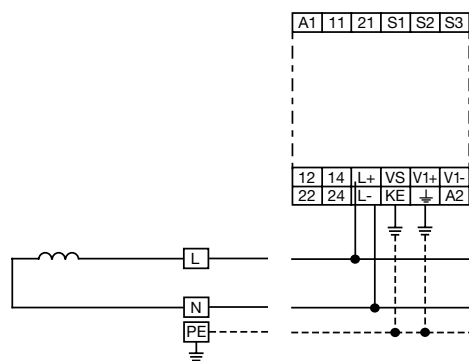 A1 11 21 S1 S2 S3
12 14 L+ VS V1+ V1-
22 24 L- KE A2
L
N
PE